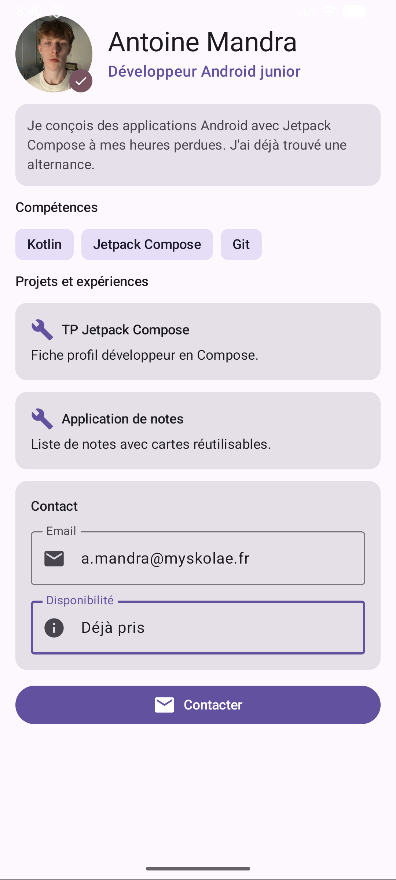 Antoine Mandra
Développeur Android junior
Je conçois des applications Android avec Jetpack
Compose à mes heures perdues. J'ai déjà trouvé une
alternance.
Compétences
Kotlin
Jetpack Compose
Git
Projets et expériences
TP Jetpack Compose
Fiche profil développeur en Compose.
Application de notes
Liste de notes avec cartes réutilisables.
Contact
Email
a.mandra@myskolae.fr
Disponibilité
Déjà pris
Contacter